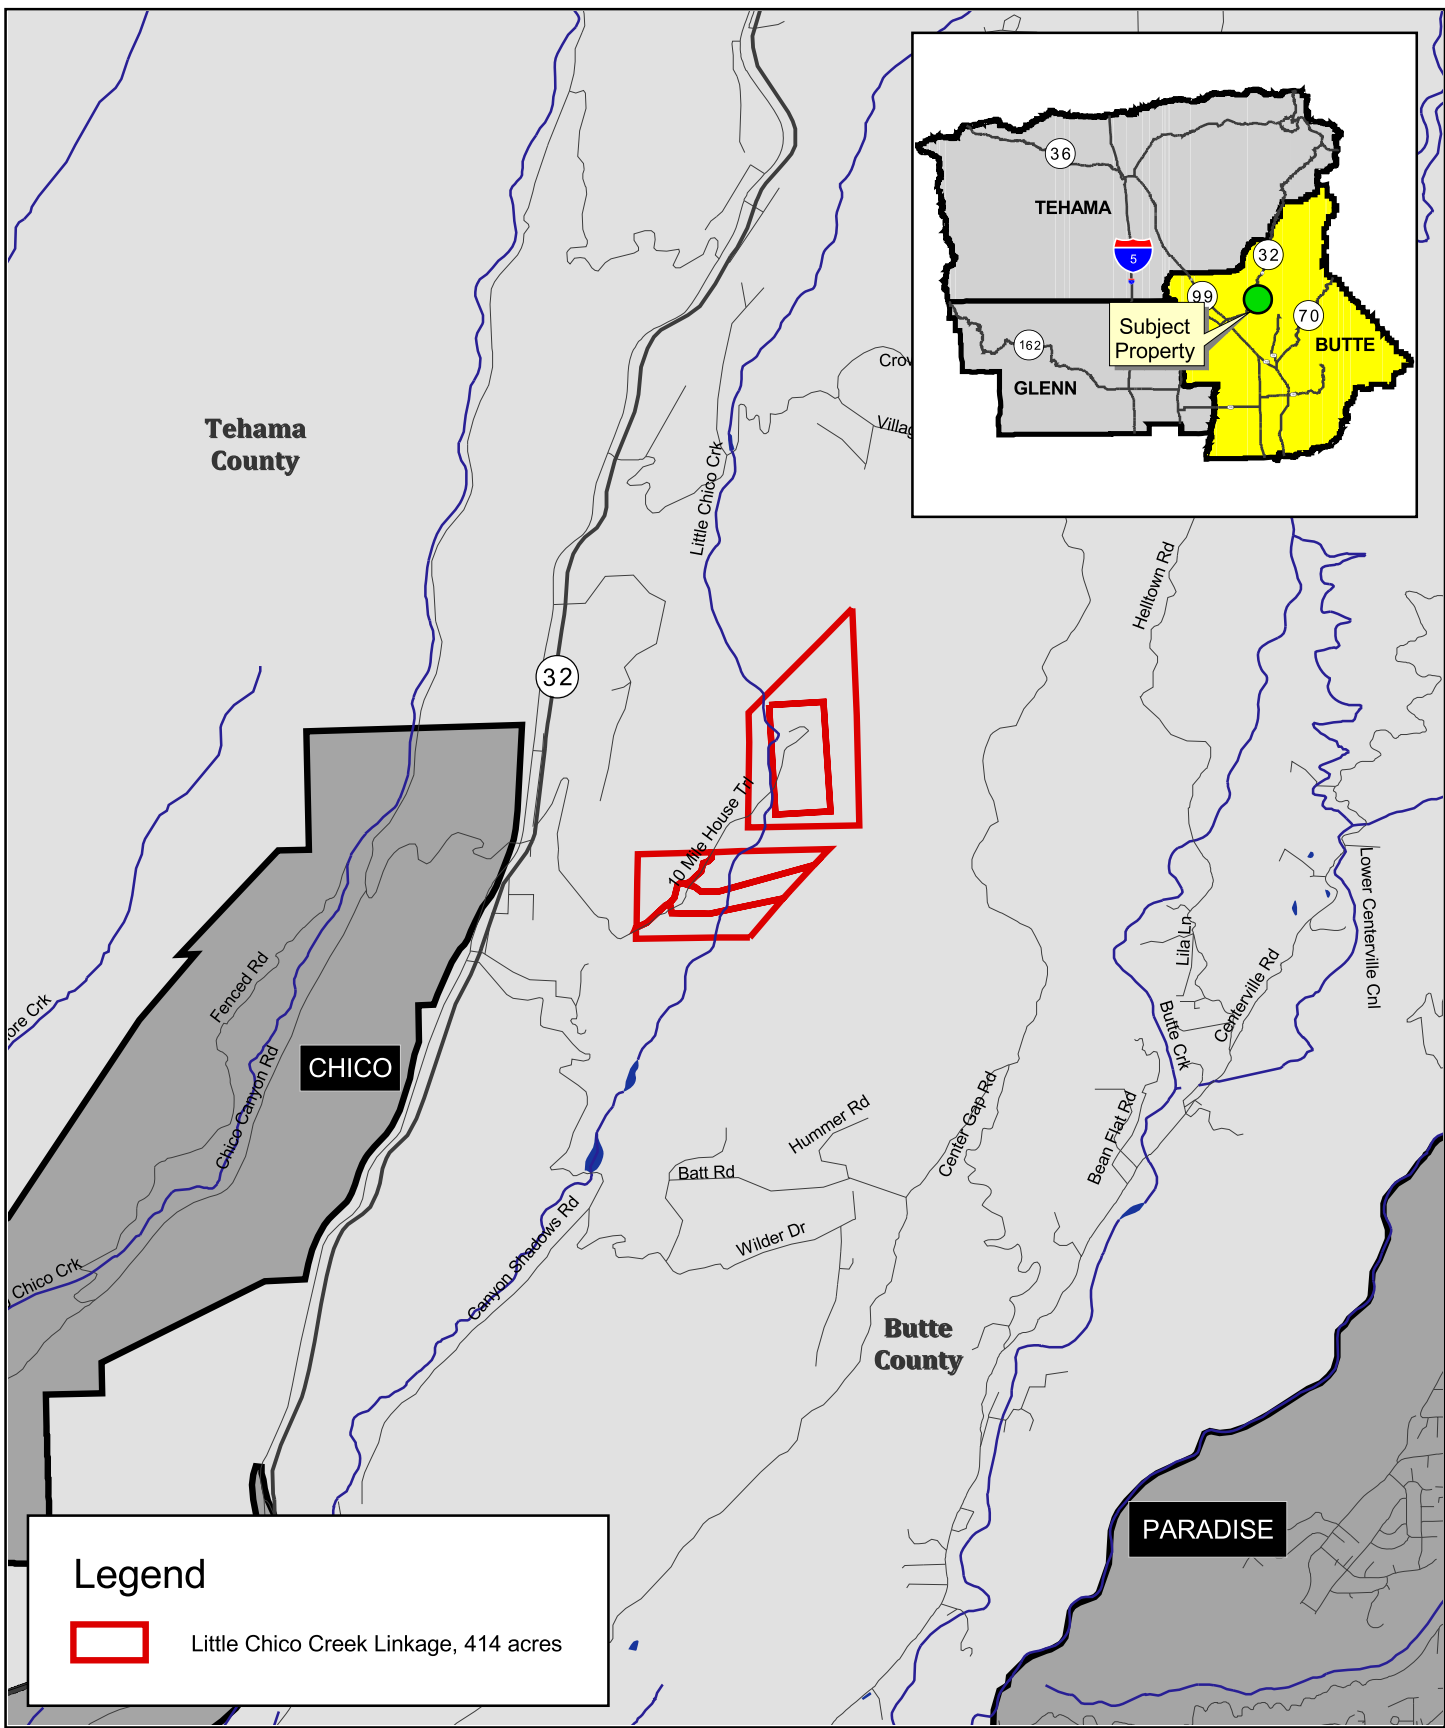 36
TEHAMA
5
32
99
70
Subject
Property
BUTTE
162
GLENN
Tehama
County
Little Chico Crk
Helltown Rd
32
10 Mile House Trl
Lower Centerville Cnl
Lila Ln
Centerville Rd
Butte Crk
Fenced Rd
CHICO
Chico Canyon Rd
Hummer Rd
Center Gap Rd
Bean Flat Rd
Batt Rd
Wilder Dr
Canyon Shadows Rd
Chico Crk
Butte
County
PARADISE
Legend
Little Chico Creek Linkage, 414 acres